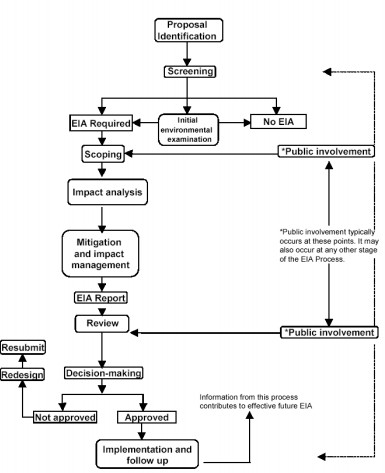 Proposal
Identification
Screening
EIA Required
Initial
environmental
examination
No EIA
Scoping
*Public involvement
Impact analysis
*Public involvement typically
occurs at these points. It may
also occur at any other stage
of the EIA Process.
Mitigation
and impact
management
EIA Report
Review
*Public involvement
Resubmit
Redesign
Decision-making
Information from this process
contributes to effective future EIA
Not approved
Approved
Implementation and
follow up